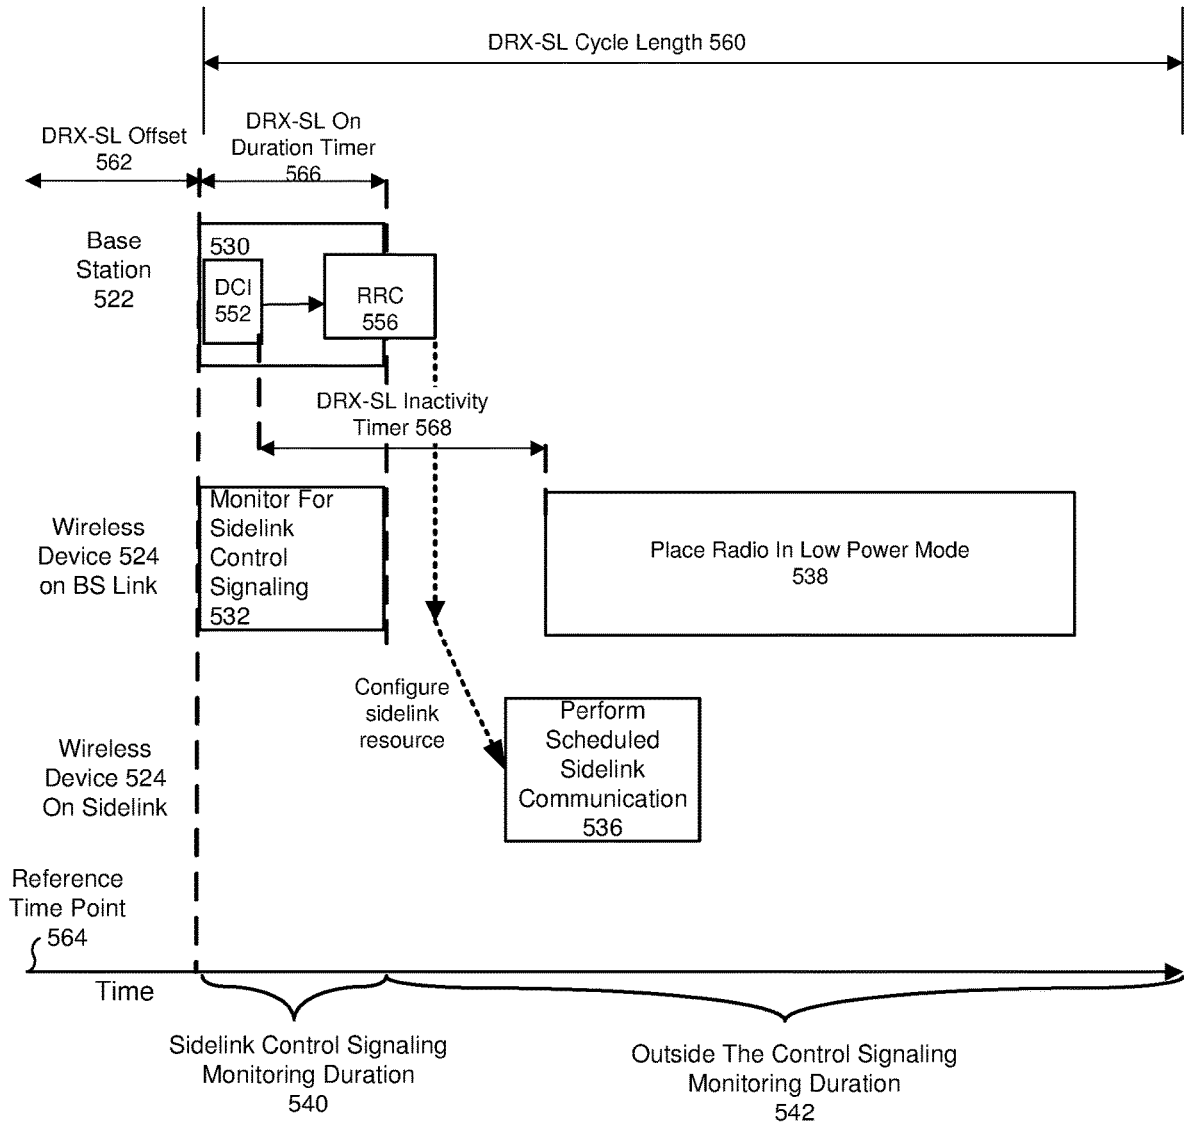 DRX-SL Cycle Length 560
DRX-SL Offset
562
DRX-SL On
Duration Timer
566
Base
Station
522
530
DCI
552
RRC
556
DRX-SL Inactivity
Timer 568
Wireless
Device 524
on BS Link
Monitor For
Sidelink
Control
Signaling
532
Place Radio In Low Power Mode
538
Configure
sidelink
resource
Wireless
Device 524
On Sidelink
Perform
Scheduled
Sidelink
Communication
536
Reference
Time Point
564
Time
Sidelink Control Signaling
Monitoring Duration
540
Outside The Control Signaling
Monitoring Duration
542